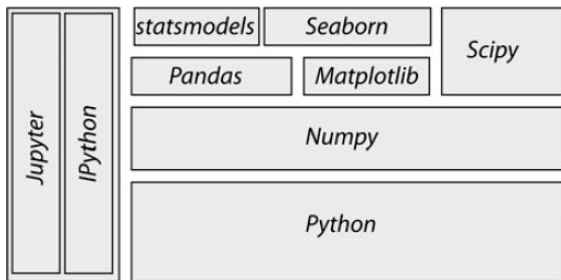 statsmodels
Seaborn
Scipy
Pandas
Matplotlib
Jupyter
IPython
Numpy
Python